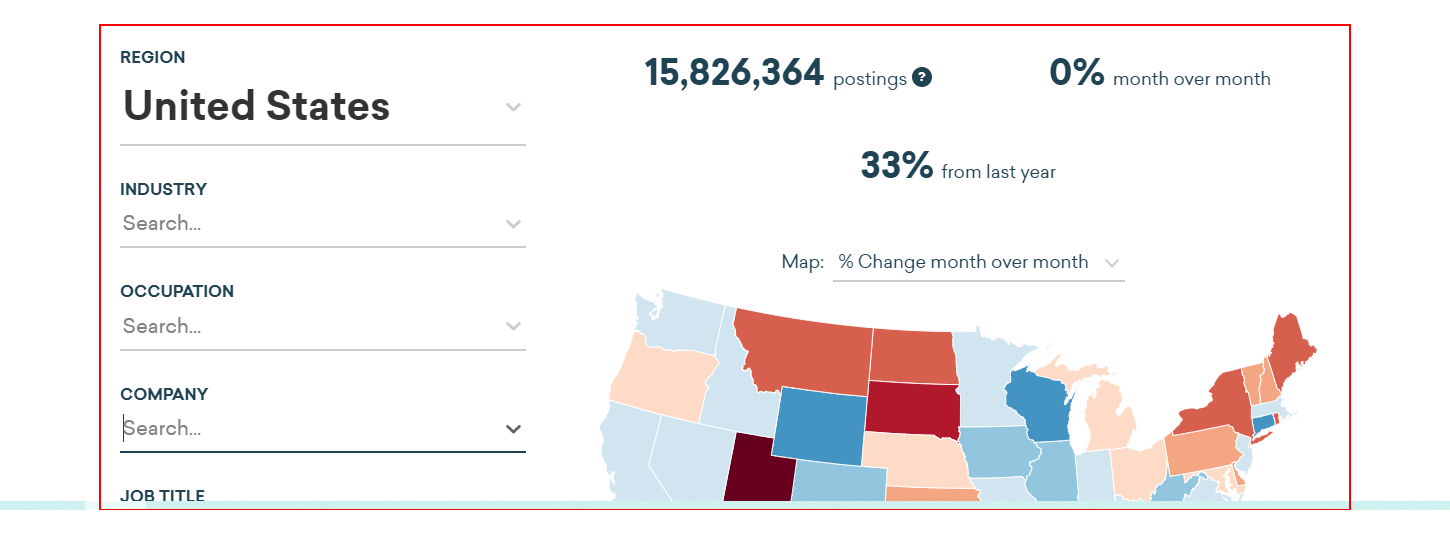 REGION
United States
INDUSTRY
Search...
OCCUPATION
Search...
COMPANY
Search...
JOB TITLE
15,826,364 postings ?
0% month over month
33% from last year
Map: % Change month over month